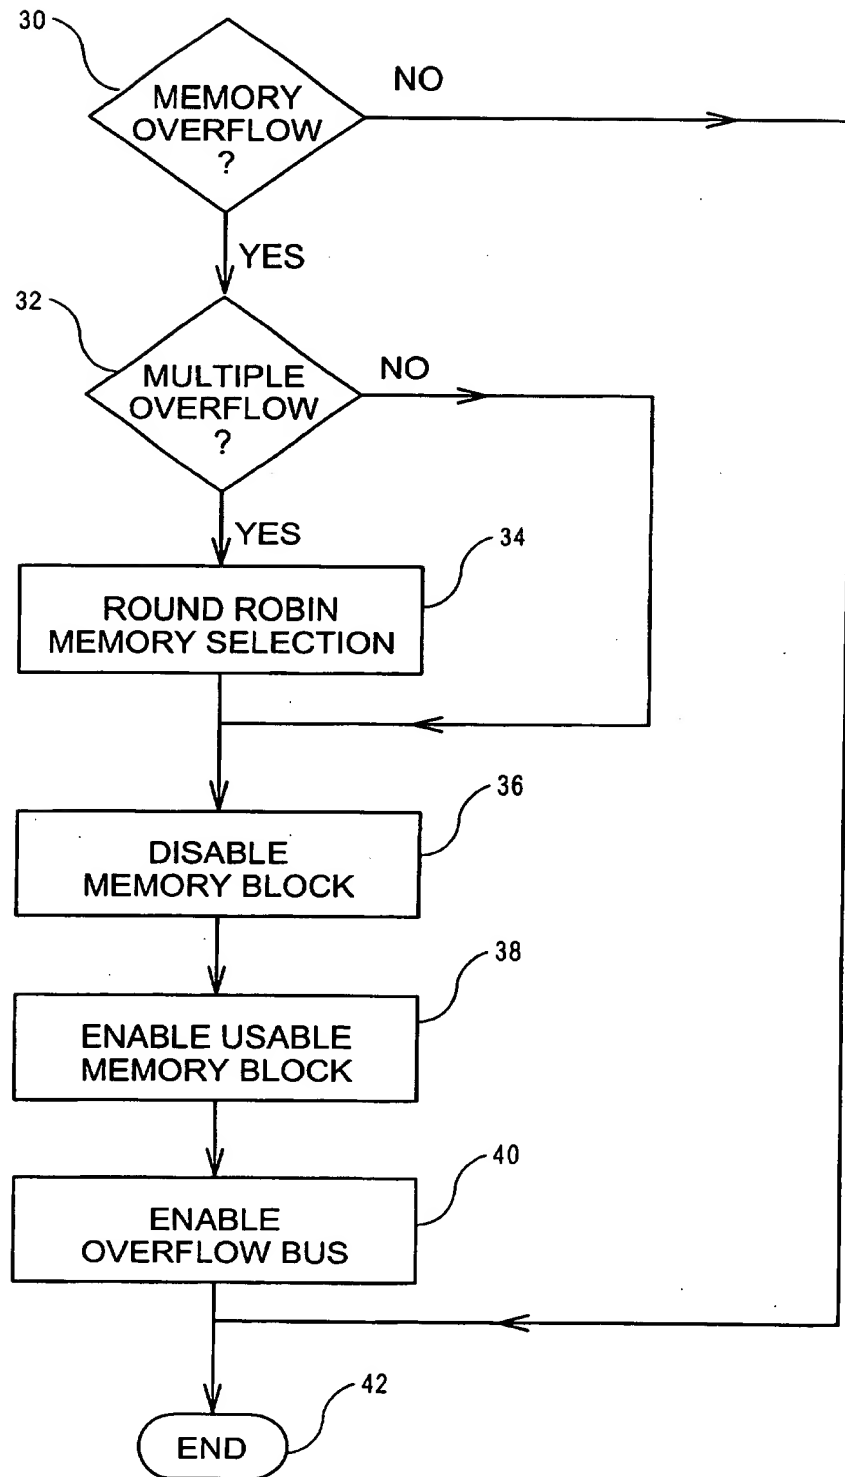 30
NO
MEMORY
OVERFLOW
?
YES
32
NO
MULTIPLE
OVERFLOW
?
YES
34
ROUND ROBIN
MEMORY SELECTION
36
DISABLE
MEMORY BLOCK
38
ENABLE USABLE
MEMORY BLOCK
40
ENABLE
OVERFLOW BUS
42
END